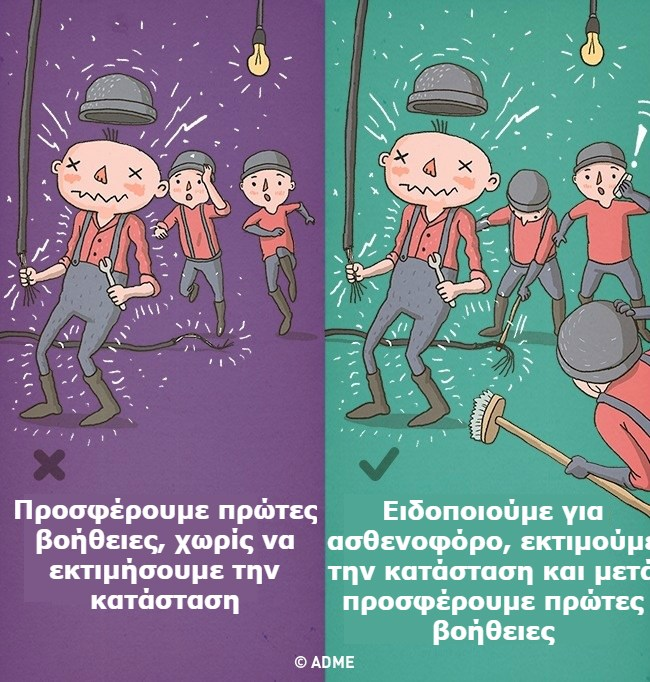 Προσφέρουμε πρώτες
βοήθειες, χωρίς να
εκτιμήσουμε την
κατάσταση
Ειδοποιούμε για
ασθενοφόρο, εκτιμούμε
την κατάσταση και μετά
προσφέρουμε πρώτες
βοήθειες
© ADME